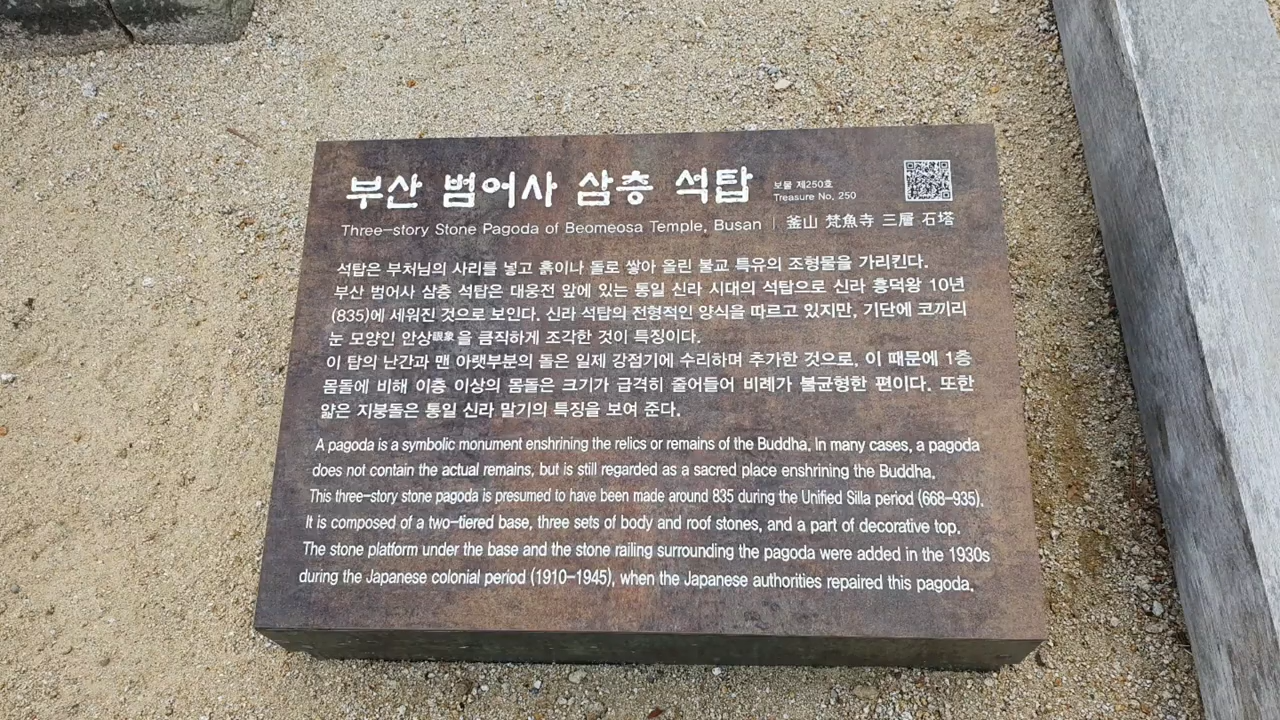 부산 범어사 삼층 석탑
보물 제250호
Treasure No. 250
Three-story Stone Pagoda of Beomeosa Temple, Busan | 釜山 梵魚寺 三層 石塔
석탑은 부처님의 사리를 넣고 흙이나 돌로 쌓아 올린 불교 특유의 조형물을 가리킨다.
부산 범어사 삼층 석탑은 대웅전 앞에 있는 통일 신라 시대의 석탑으로 신라 흥덕왕 10년
(835)에 세워진 것으로 보인다. 신라 석탑의 전형적인 양식을 따르고 있지만, 기단에 코끼리
눈 모양인 안상眼象을 큼직하게 조각한 것이 특징이다.
이 탑의 난간과 맨 아랫부분의 돌은 일제 강점기에 수리하며 추가한 것으로, 이 때문에 1층
몸돌에 비해 이층 이상의 몸돌은 크기가 급격히 줄어들어 비례가 불균형한 편이다. 또한
얇은 지붕돌은 통일 신라 말기의 특징을 보여 준다.
A pagoda is a symbolic monument enshrining the relics or remains of the Buddha. In many cases, a pagoda
does not contain the actual remains, but is still regarded as a sacred place enshrining the Buddha.
This three-story stone pagoda is presumed to have been made around 835 during the Unified Silla period (668-935).
It is composed of a two-tiered base, three sets of body and roof stones, and a part of decorative top.
The stone platform under the base and the stone railing surrounding the pagoda were added in the 1930s
during the Japanese colonial period (1910-1945), when the Japanese authorities repaired this pagoda.